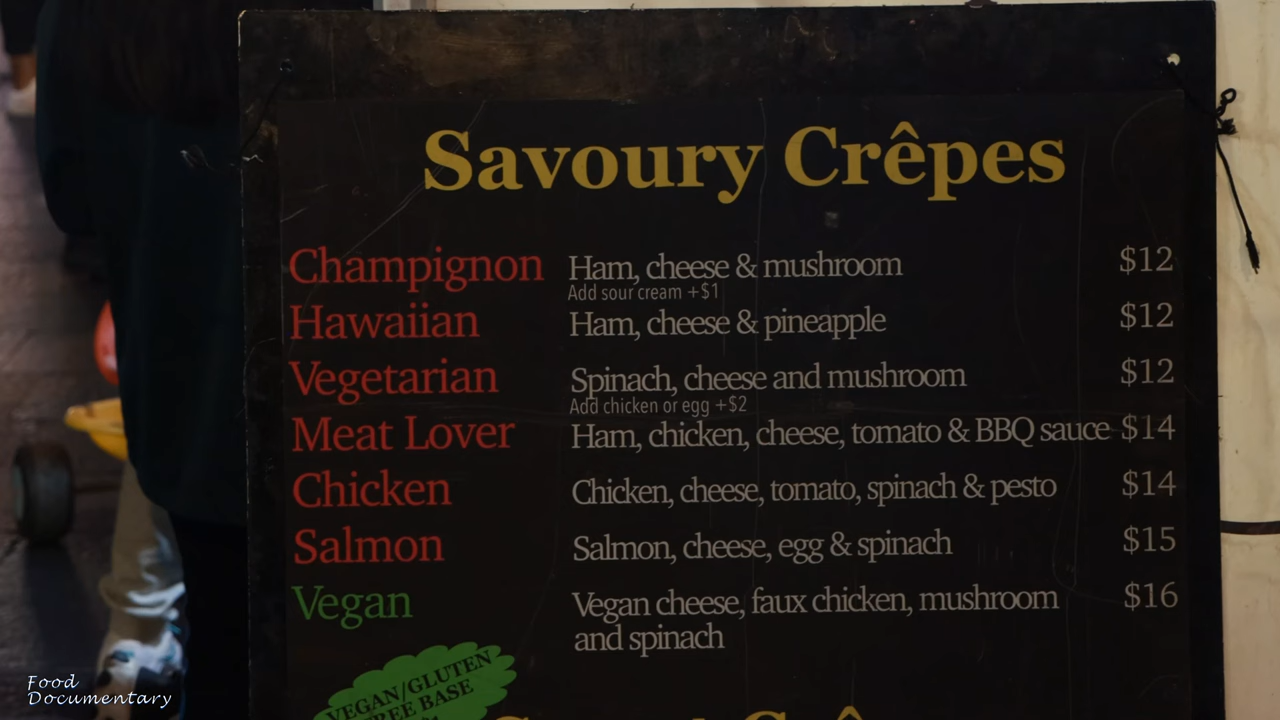 Savoury Crêpes
Champignon Ham, cheese & mushroom $12
Add sour cream +$1
Hawaiian Ham, cheese & pineapple $12
Vegetarian Spinach, cheese and mushroom $12
Add chicken or egg +$2
Meat Lover Ham, chicken, cheese, tomato & BBQ sauce $14
Chicken Chicken, cheese, tomato, spinach & pesto $14
Salmon Salmon, cheese, egg & spinach $15
Vegan Vegan cheese, faux chicken, mushroom $16
and spinach
VEGAN/GLUTEN
FREE BASE
Food
Documentary